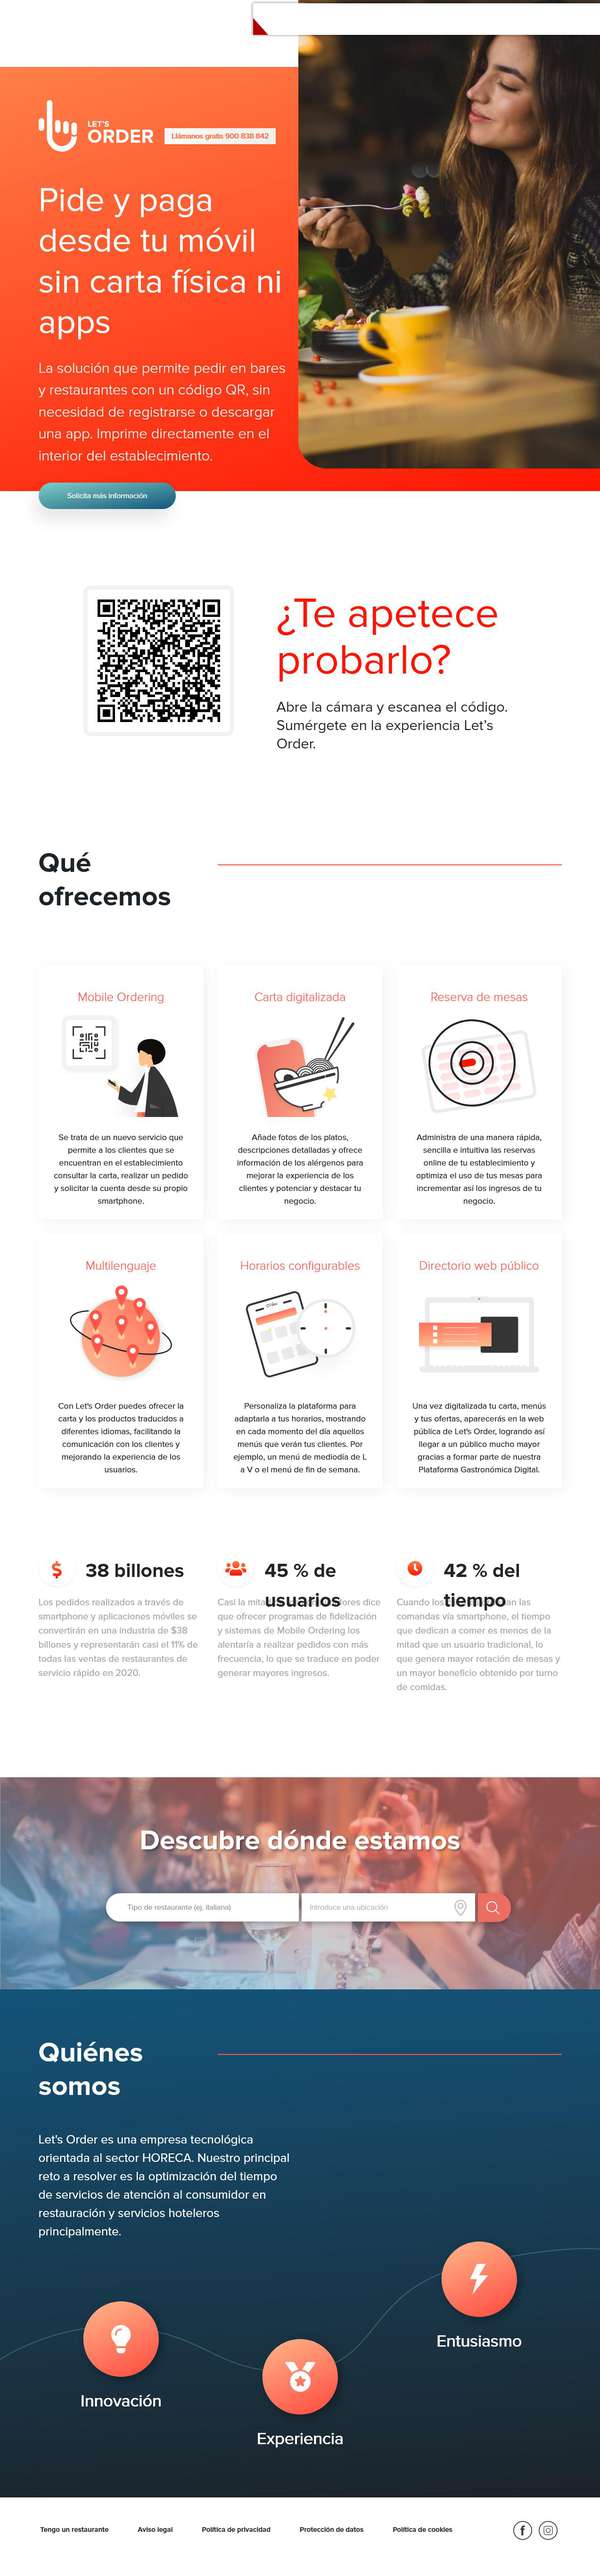 LET'S
ORDER
Llámanos gratis 900 838 842
Pide y paga
desde tu móvil
sin carta física ni
apps
La solución que permite pedir en bares
y restaurantes con un código QR, sin
necesidad de registrarse o descargar
una app. Imprime directamente en el
interior del establecimiento.
Solicita más información
¿Te apetece
probarlo?
Abre la cámara y escanea el código.
Sumérgete en la experiencia Let's
Order.
Qué
ofrecemos
Mobile Ordering
Se trata de un nuevo servicio que
permite a los clientes que se
encuentran en el establecimiento
consultar la carta, realizar un pedido
y solicitar la cuenta desde su propio
smartphone.
Carta digitalizada
Añade fotos de los platos,
descripciones detalladas y ofrece
información de los alérgenos para
mejorar la experiencia de los
clientes y potenciar y destacar tu
negocio.
Reserva de mesas
Administra de una manera rápida,
sencilla e intuitiva las reservas
online de tu establecimiento y
optimiza el uso de tus mesas para
incrementar así los ingresos de tu
negocio.
Multilenguaje
Con Let's Order puedes ofrecer la
carta y los productos traducidos a
diferentes idiomas, facilitando la
comunicación con los clientes y
mejorando la experiencia de los
usuarios.
Horarios configurables
Personaliza la plataforma para
adaptarla a tus horarios, mostrando
en cada momento del día aquellos
menús que verán tus clientes. Por
ejemplo, un menú de mediodía de L
a V o el menú de fin de semana.
Directorio web público
Una vez digitalizada tu carta, menús
y tus ofertas, aparecerás en la web
pública de Let's Order, logrando así
llegar a un público mucho mayor
gracias a formar parte de nuestra
Plataforma Gastronómica Digital.
38 billones
Los pedidos realizados a través de
smartphone y aplicaciones móviles se
convertirán en una industria de $38
billones y representarán casi el 11% de
todas las ventas de restaurantes de
servicio rápido en 2020.
45 % de
usuarios
Casi la dice
que ofrecer programas de fidelización
y sistemas de Mobile Ordering los
alentaría a realizar pedidos con más
frecuencia, lo que se traduce en poder
generar mayores ingresos.
42 % del
tiempo
Cuando las
comandas vía smartphone, el tiempo
que dedican a comer es menos de la
mitad que un usuario tradicional, lo
que genera mayor rotación de mesas y
un mayor beneficio obtenido por turno
de comidas.
Descubre dónde estamos
Tipo de restaurante (ej. italiana)
Introduce una ubicación
Quiénes
somos
Let's Order es una empresa tecnológica
orientada al sector HORECA. Nuestro principal
reto a resolver es la optimización del tiempo
de servicios de atención al consumidor en
restauración y servicios hoteleros
principalmente.
Entusiasmo
Innovación
Experiencia
Tengo un restaurante
Aviso legal
Política de privacidad
Protección de datos
Política de cookies